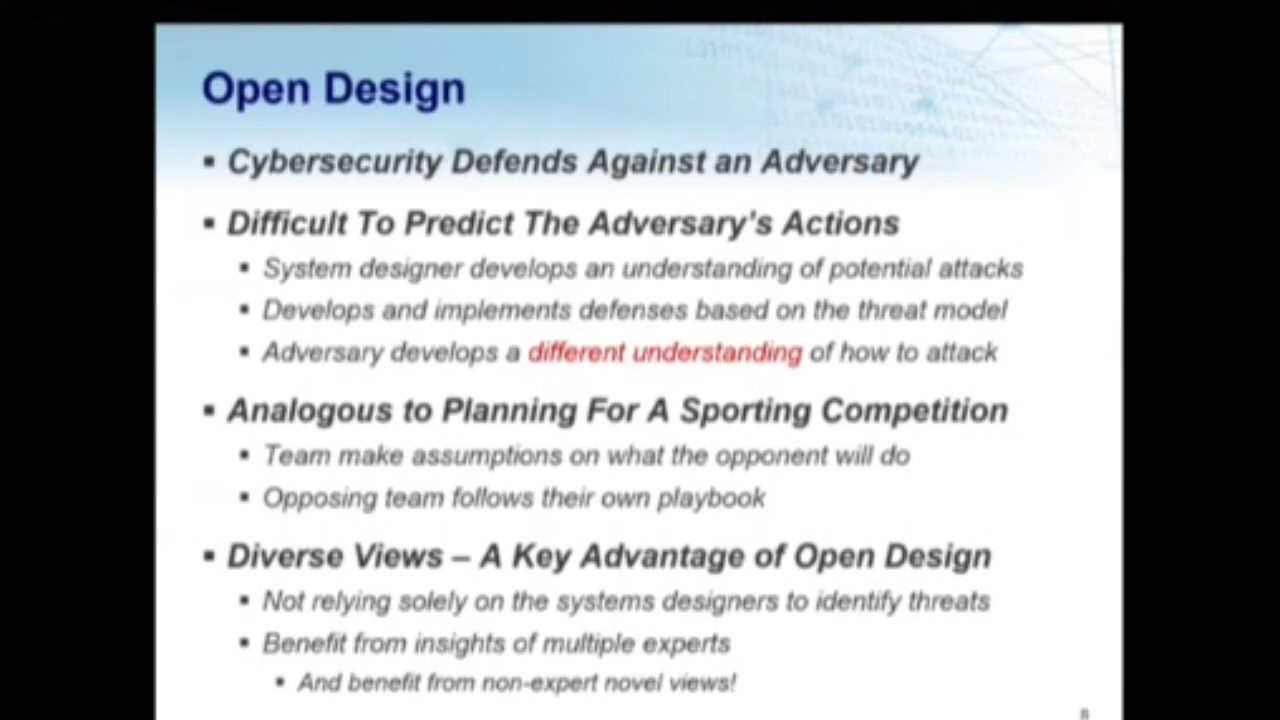 Open Design
▪ Cybersecurity Defends Against an Adversary
▪ Difficult To Predict The Adversary's Actions
▪ System designer develops an understanding of potential attacks
▪ Develops and implements defenses based on the threat model
▪ Adversary develops a different understanding of how to attack
▪ Analogous to Planning For A Sporting Competition
▪ Team make assumptions on what the opponent will do
▪ Opposing team follows their own playbook
▪ Diverse Views – A Key Advantage of Open Design
▪ Not relying solely on the systems designers to identify threats
▪ Benefit from insights of multiple experts
▪ And benefit from non-expert novel views!